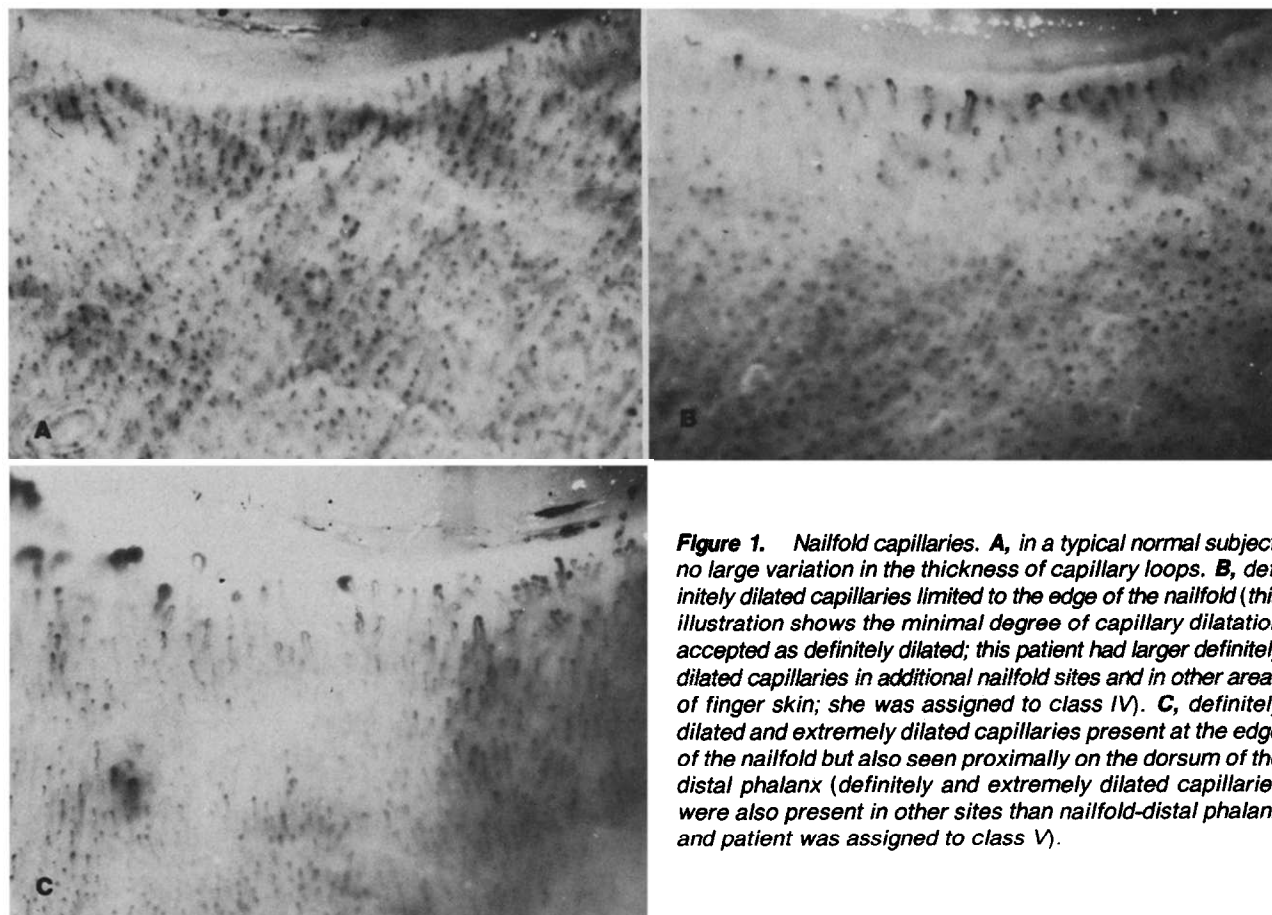 A
B
C
Figure 1. Nailfold capillaries. A, in a typical normal subject
no large variation in the thickness of capillary loops. B, def
initely dilated capillaries limited to the edge of the nailfold (thi
illustration shows the minimal degree of capillary dilatation
accepted as definitely dilated; this patient had larger definitely
dilated capillaries in additional nailfold sites and in other area
of finger skin; she was assigned to class IV). C, definitely
dilated and extremely dilated capillaries present at the edge
of the nailfold but also seen proximally on the dorsum of the
distal phalanx (definitely and extremely dilated capillarie
were also present in other sites than nailfold-distal phalan
and patient was assigned to class V).